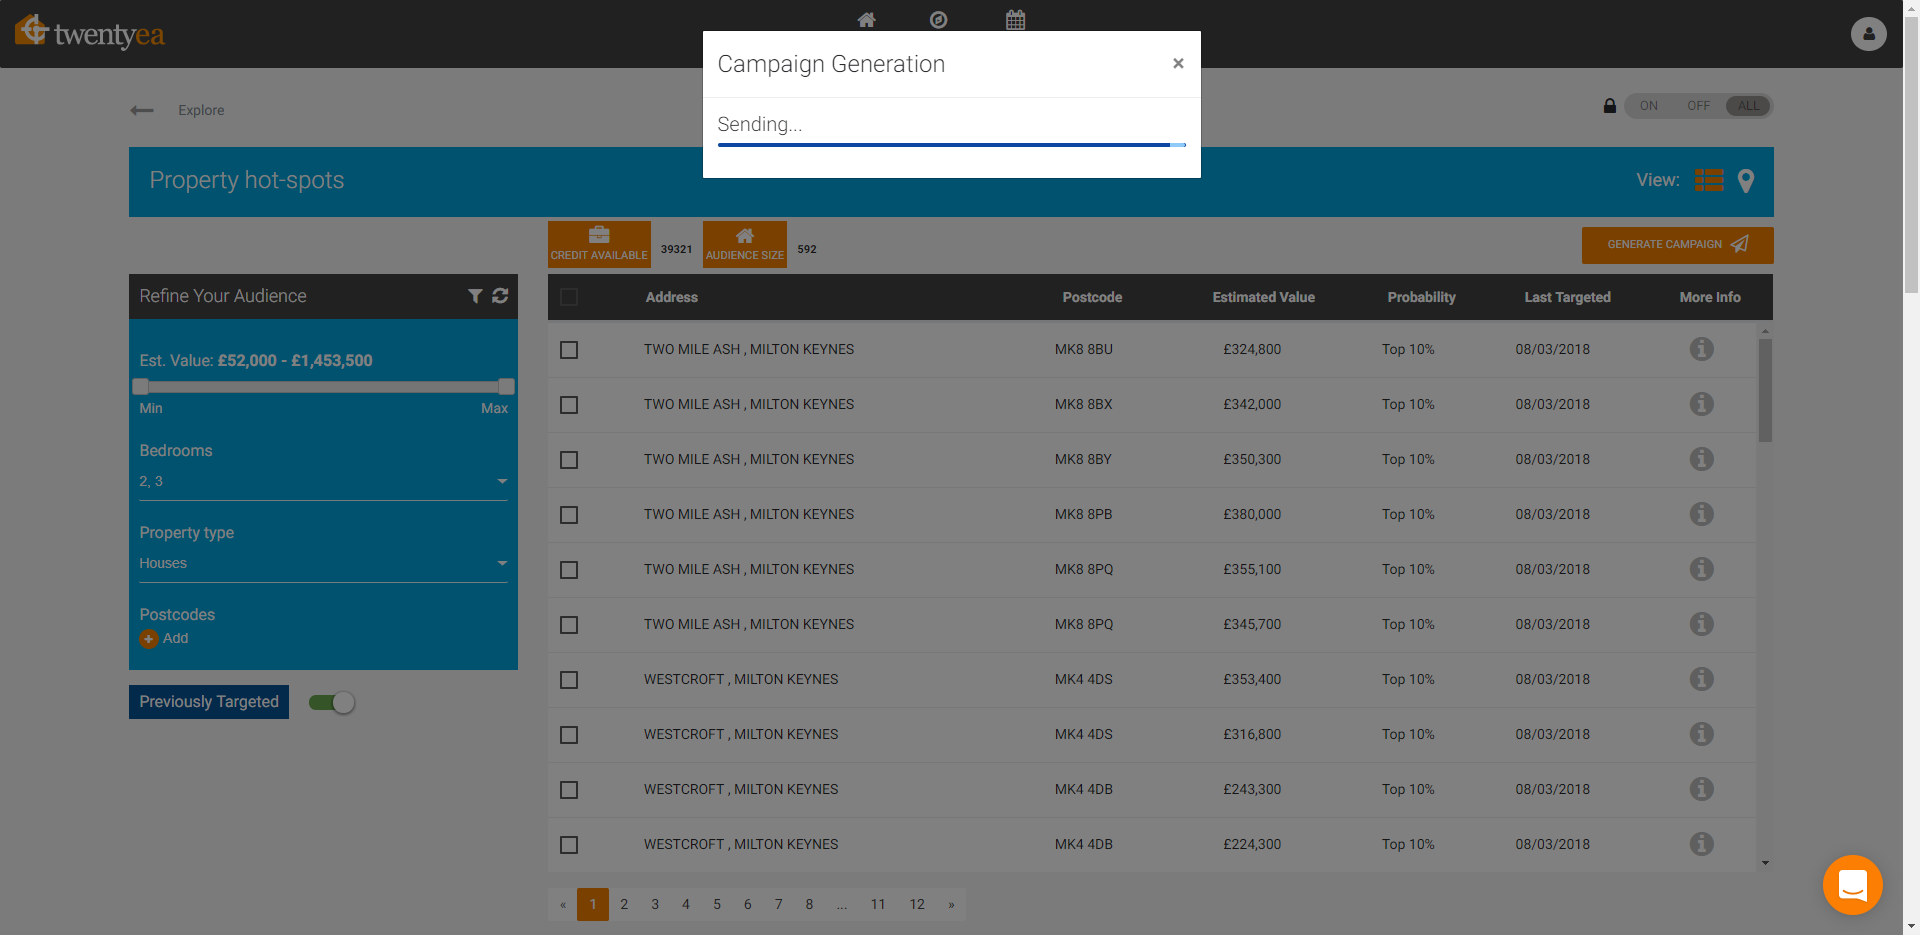 twentyea
Campaign Generation ×
Sending...
Explore
ON OFF ALL
Property hot-spots
View:
CREDIT AVAILABLE 39321 AUDIENCE SIZE 592
GENERATE CAMPAIGN
Refine Your Audience
Est. Value: £52,000 - £1,453,500
Min Max
Bedrooms
2, 3
Property type
Houses
Postcodes
Add
Previously Targeted
Address Postcode Estimated Value Probability Last Targeted More Info
TWO MILE ASH , MILTON KEYNES MK8 8BU £324,800 Top 10% 08/03/2018
TWO MILE ASH , MILTON KEYNES MK8 8BX £342,000 Top 10% 08/03/2018
TWO MILE ASH , MILTON KEYNES MK8 8BY £350,300 Top 10% 08/03/2018
TWO MILE ASH , MILTON KEYNES MK8 8PB £380,000 Top 10% 08/03/2018
TWO MILE ASH , MILTON KEYNES MK8 8PQ £355,100 Top 10% 08/03/2018
TWO MILE ASH , MILTON KEYNES MK8 8PQ £345,700 Top 10% 08/03/2018
WESTCROFT , MILTON KEYNES MK4 4DS £353,400 Top 10% 08/03/2018
WESTCROFT , MILTON KEYNES MK4 4DS £316,800 Top 10% 08/03/2018
WESTCROFT , MILTON KEYNES MK4 4DB £243,300 Top 10% 08/03/2018
WESTCROFT , MILTON KEYNES MK4 4DB £224,300 Top 10% 08/03/2018
« 1 2 3 4 5 6 7 8 ... 11 12 »